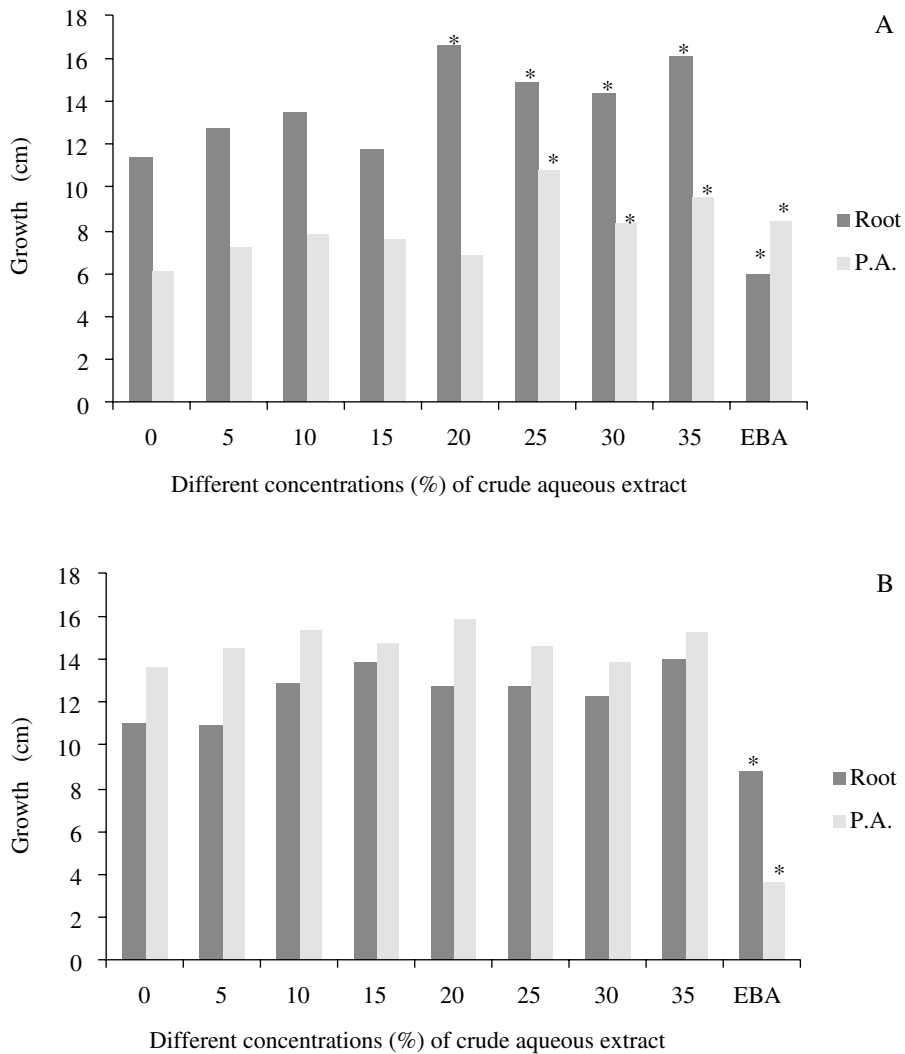 A
18
16
14
12
10
8
6
4
2
0
Growth (cm)
* * * * * * * * *
Root
P.A.
0 5 10 15 20 25 30 35 EBA
Different concentrations (%) of crude aqueous extract
B
18
16
14
12
10
8
6
4
2
0
Growth (cm)
* *
Root
P.A.
0 5 10 15 20 25 30 35 EBA
Different concentrations (%) of crude aqueous extract